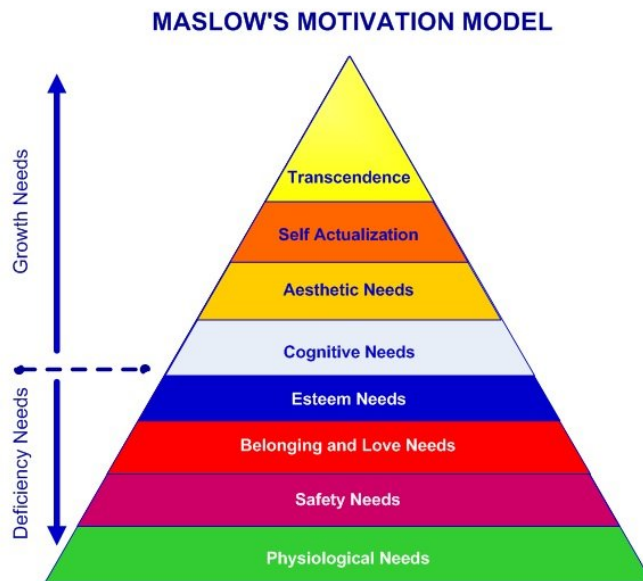 MASLOW'S MOTIVATION MODEL
Growth Needs
Deficiency Needs
Transcendence
Self Actualization
Aesthetic Needs
Cognitive Needs
Esteem Needs
Belonging and Love Needs
Safety Needs
Physiological Needs